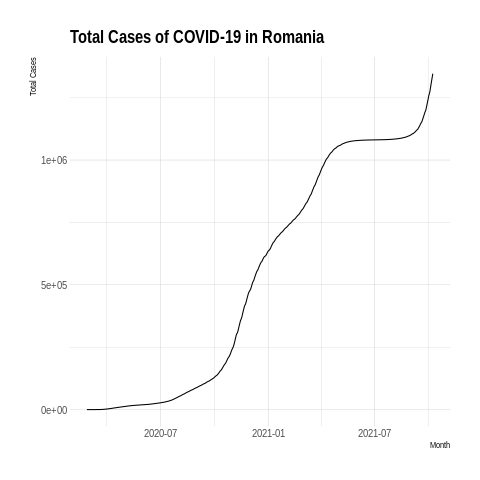 Total Cases of COVID-19 in Romania
Total Cases
1e+06
5e+05
0e+00
2020-07
2021-01
2021-07
Month